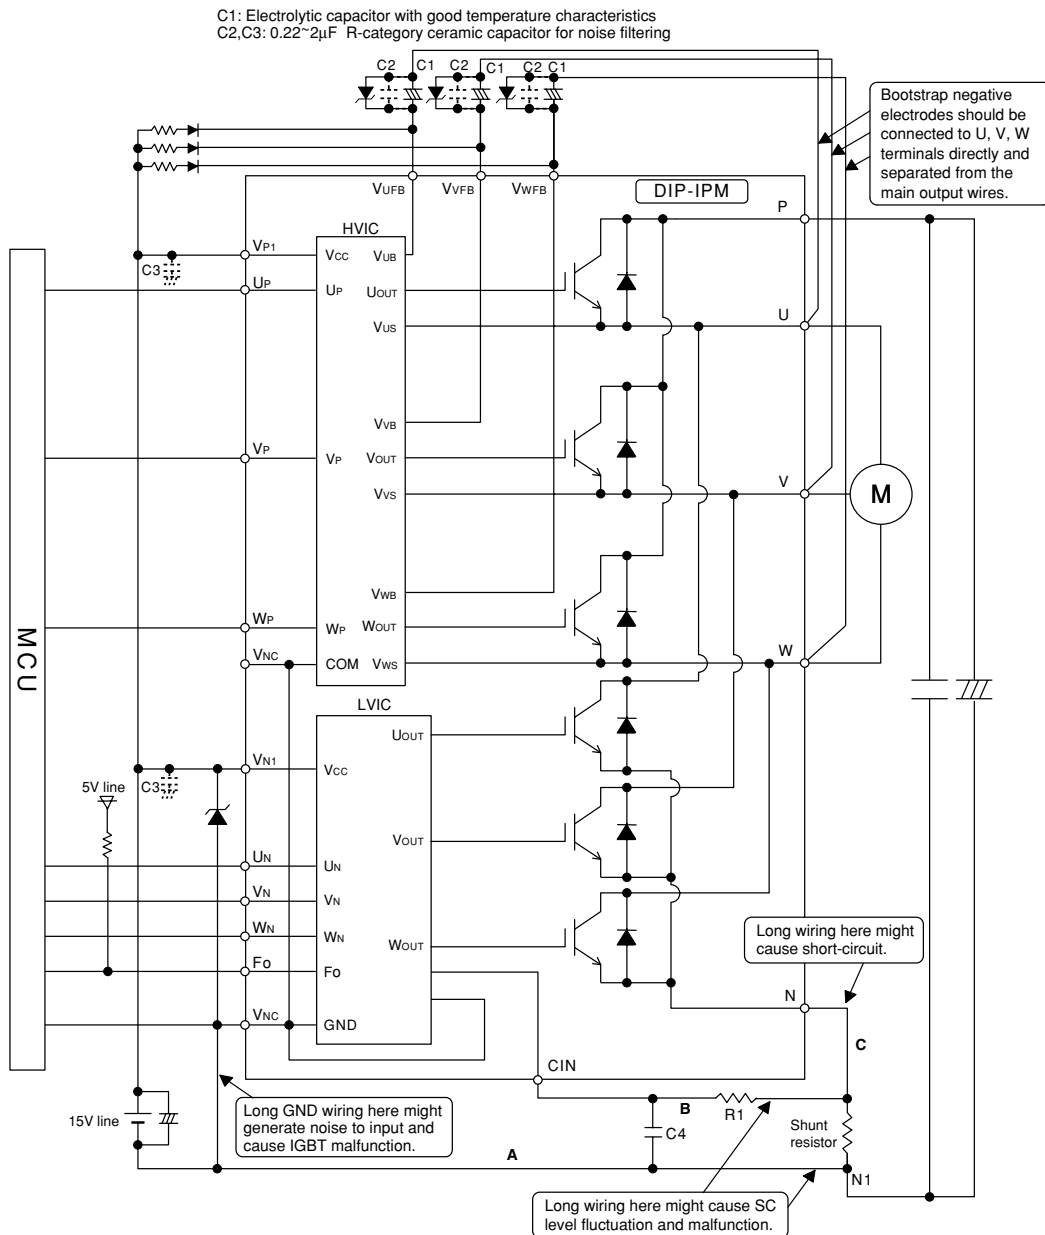 C1: Electrolytic capacitor with good temperature characteristics
C2,C3: 0.22~2μF R-category ceramic capacitor for noise filtering
C2
C1
C2
C1
C2
C1
Bootstrap negative
electrodes should be
connected to U, V, W
terminals directly and
separated from the
main output wires.
VUFB
VVFB
VWFB
DIP-IPM
P
HVIC
VP1
VCC
VUB
C3
UP
UP
UOUT
U
VUS
VVB
VP
VP
VOUT
V
VVS
M
VWB
WP
WP
WOUT
W
VNC
COM
VWS
MCU
LVIC
UOUT
VN1
VCC
C3
5V line
VOUT
UN
UN
VN
VN
WN
WN
WOUT
Long wiring here might
cause short-circuit.
Fo
Fo
N
VNC
GND
C
CIN
15V line
Long GND wiring here might
generate noise to input and
cause IGBT malfunction.
B
R1
C4
Shunt
resistor
A
N1
Long wiring here might cause SC
level fluctuation and malfunction.